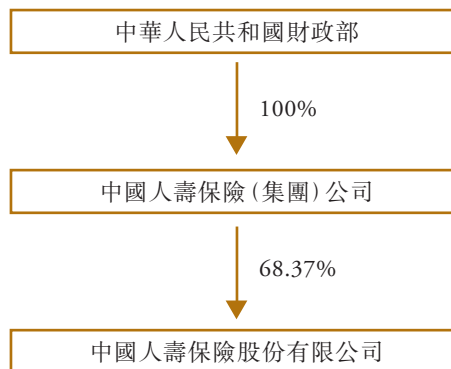 中華人民共和國財政部
100%
中國人壽保險(集團)公司
68.37%
中國人壽保險股份有限公司